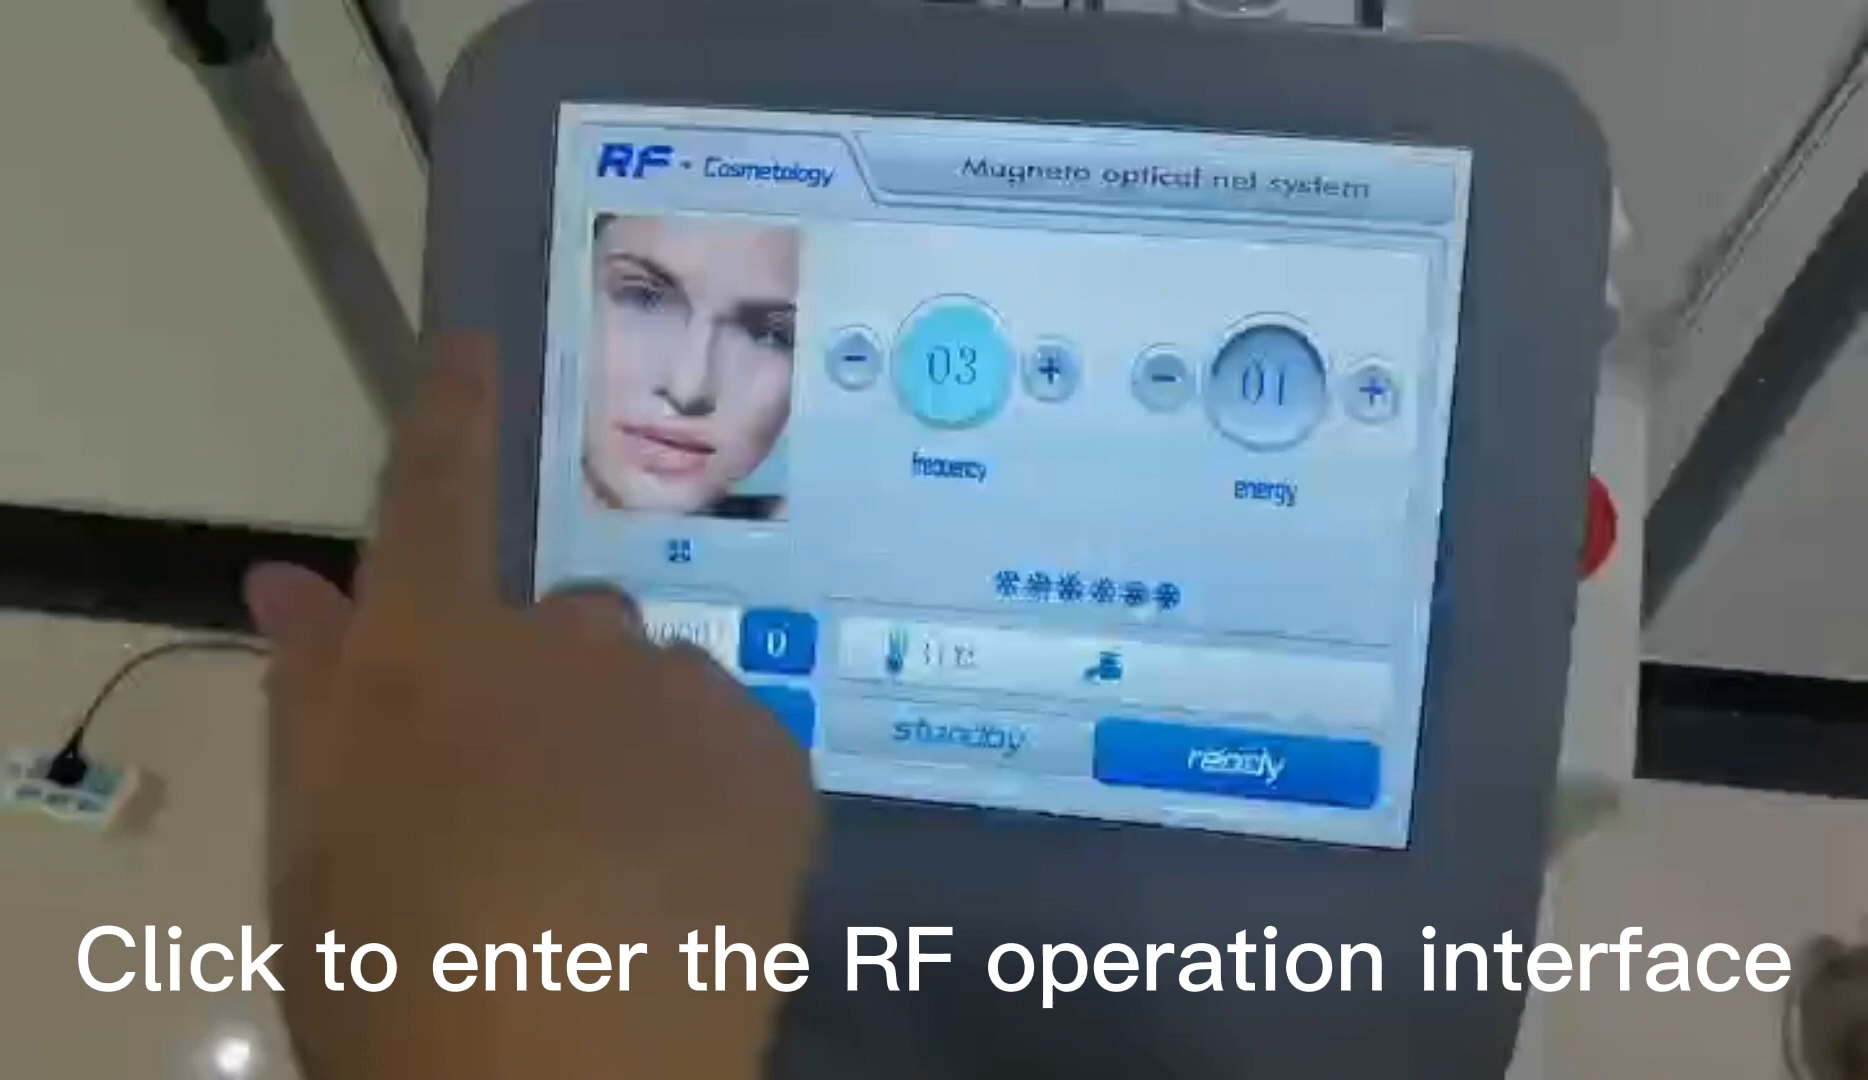 RF - Cosmetology
Magneto optical net system
- 03 +
- 01 +
frequency
energy
0
standby
ready
Click to enter the RF operation interface